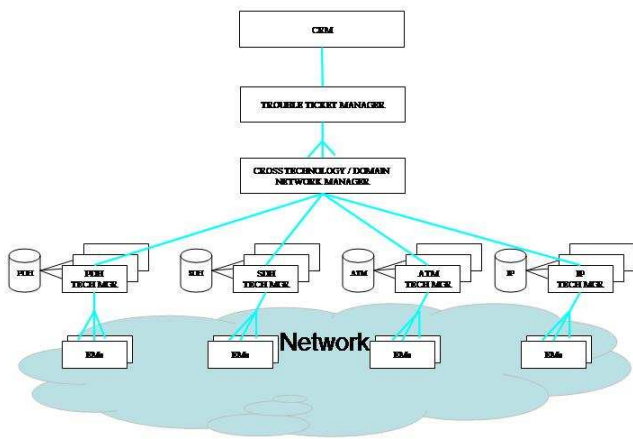 CRM
TROUBLE TICKET MANAGER
CROSS TECHNOLOGY / DOMAIN
NETWORK MANAGER
PDH
PDH
TECH MGR
SDH
SDH
TECH MGR
ATM
ATM
TECH MGR
IP
IP
TECH MGR
Network
EMs
EMs
EMs
EMs